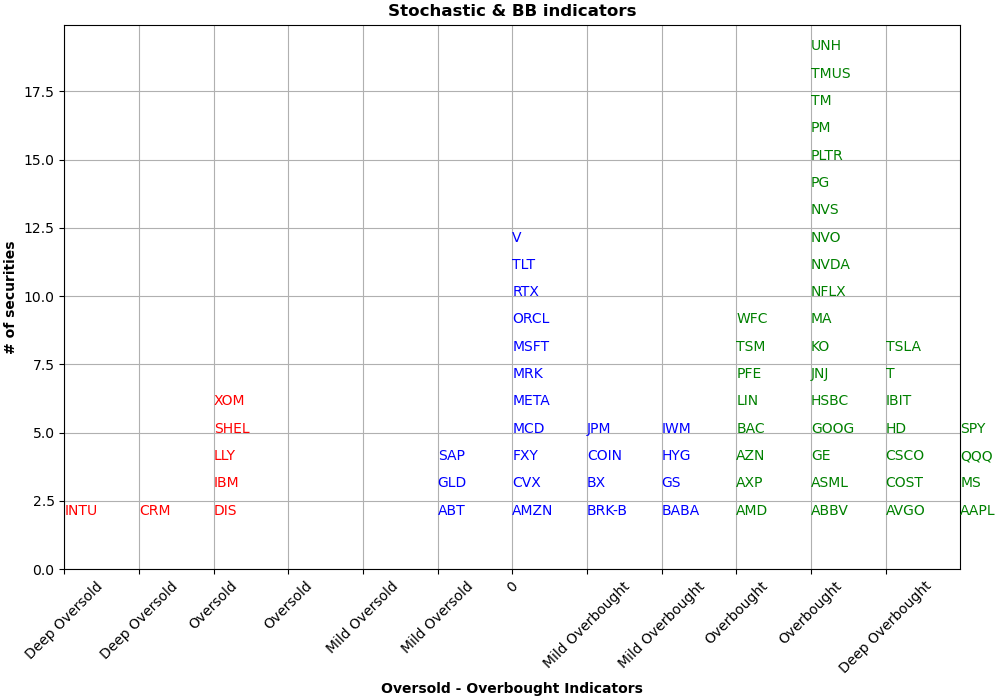 Stochastic & BB indicators
UNH
TMUS
17.5
TM
PM
15.0
PLTR
PG
NVS
12.5
V
NVO
TLT
NVDA
10.0
RTX
NFLX
ORCL
WFC
MA
7.5
MSFT
TSM
KO
TSLA
MRK
PFE
JNJ
T
XOM
META
LIN
HSBC
IBIT
5.0
SHEL
MCD
JPM
IWM
BAC
GOOG
HD
SPY
LLY
SAP
FXY
COIN
HYG
AZN
GE
CSCO
QQQ
IBM
GLD
CVX
BX
GS
AXP
ASML
COST
MS
2.5
INTU
CRM
DIS
ABT
AMZN
BRK-B
BABA
AMD
ABBV
AVGO
AAPL
0.0
# of securities
Deep Oversold
Deep Oversold
Oversold
Oversold
Mild Oversold
Mild Oversold
0
Mild Overbought
Mild Overbought
Overbought
Overbought
Deep Overbought
Oversold - Overbought Indicators